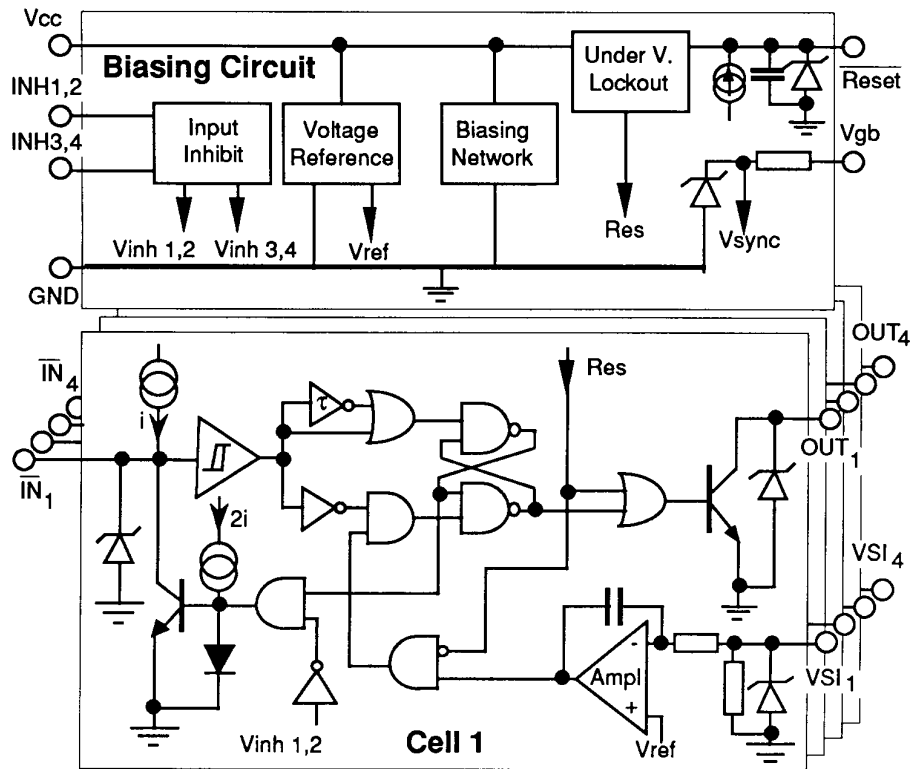 Vcc
Biasing Circuit
Under V.
Lockout
Reset
INH1,2
INH3,4
Input
Inhibit
Voltage
Reference
Biasing
Network
Vgb
Vinh 1,2
Vinh 3,4
Vref
Res
Vsync
GND
IN4
i
τ
Res
OUT4
OUT1
IN1
2i
VSI4
VSI1
Ampl
-
+
Vref
Vinh 1,2
Cell 1